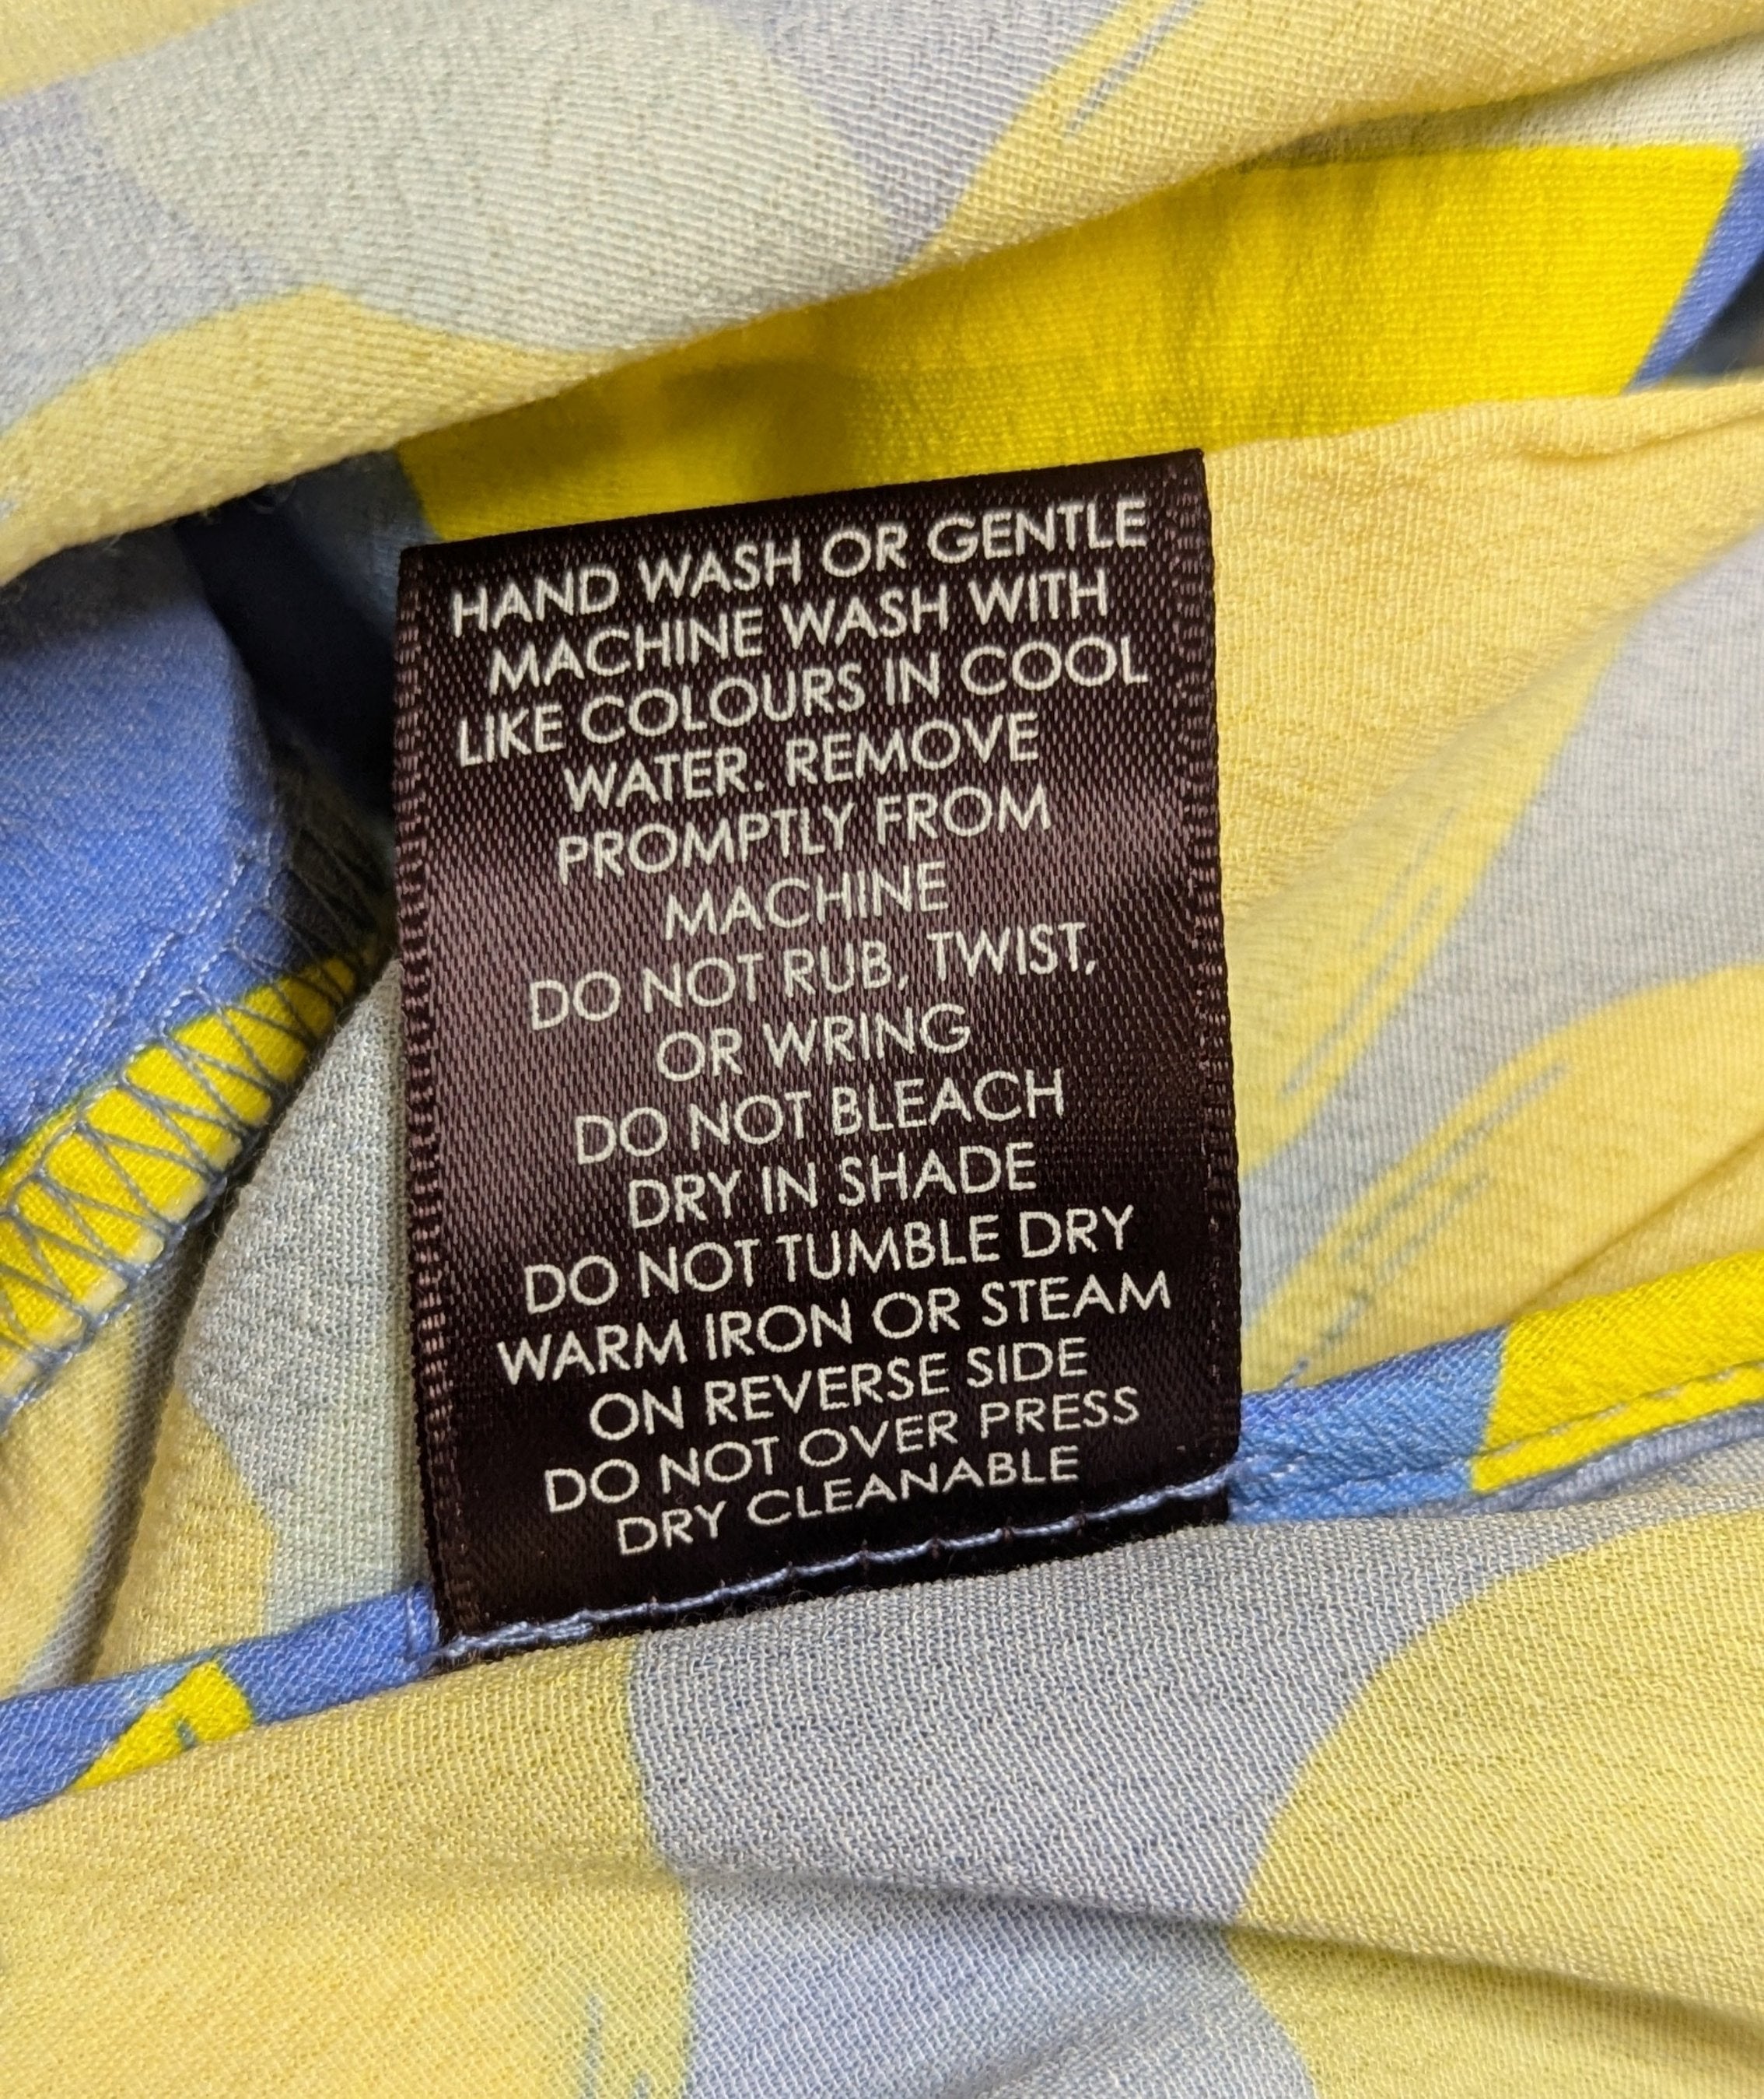 HAND WASH OR GENTLE
MACHINE WASH WITH
LIKE COLOURS IN COOL
WATER. REMOVE
PROMPTLY FROM
MACHINE
DO NOT RUB, TWIST,
OR WRING
DO NOT BLEACH
DRY IN SHADE
DO NOT TUMBLE DRY
WARM IRON OR STEAM
ON REVERSE SIDE
DO NOT OVER PRESS
DRY CLEANABLE